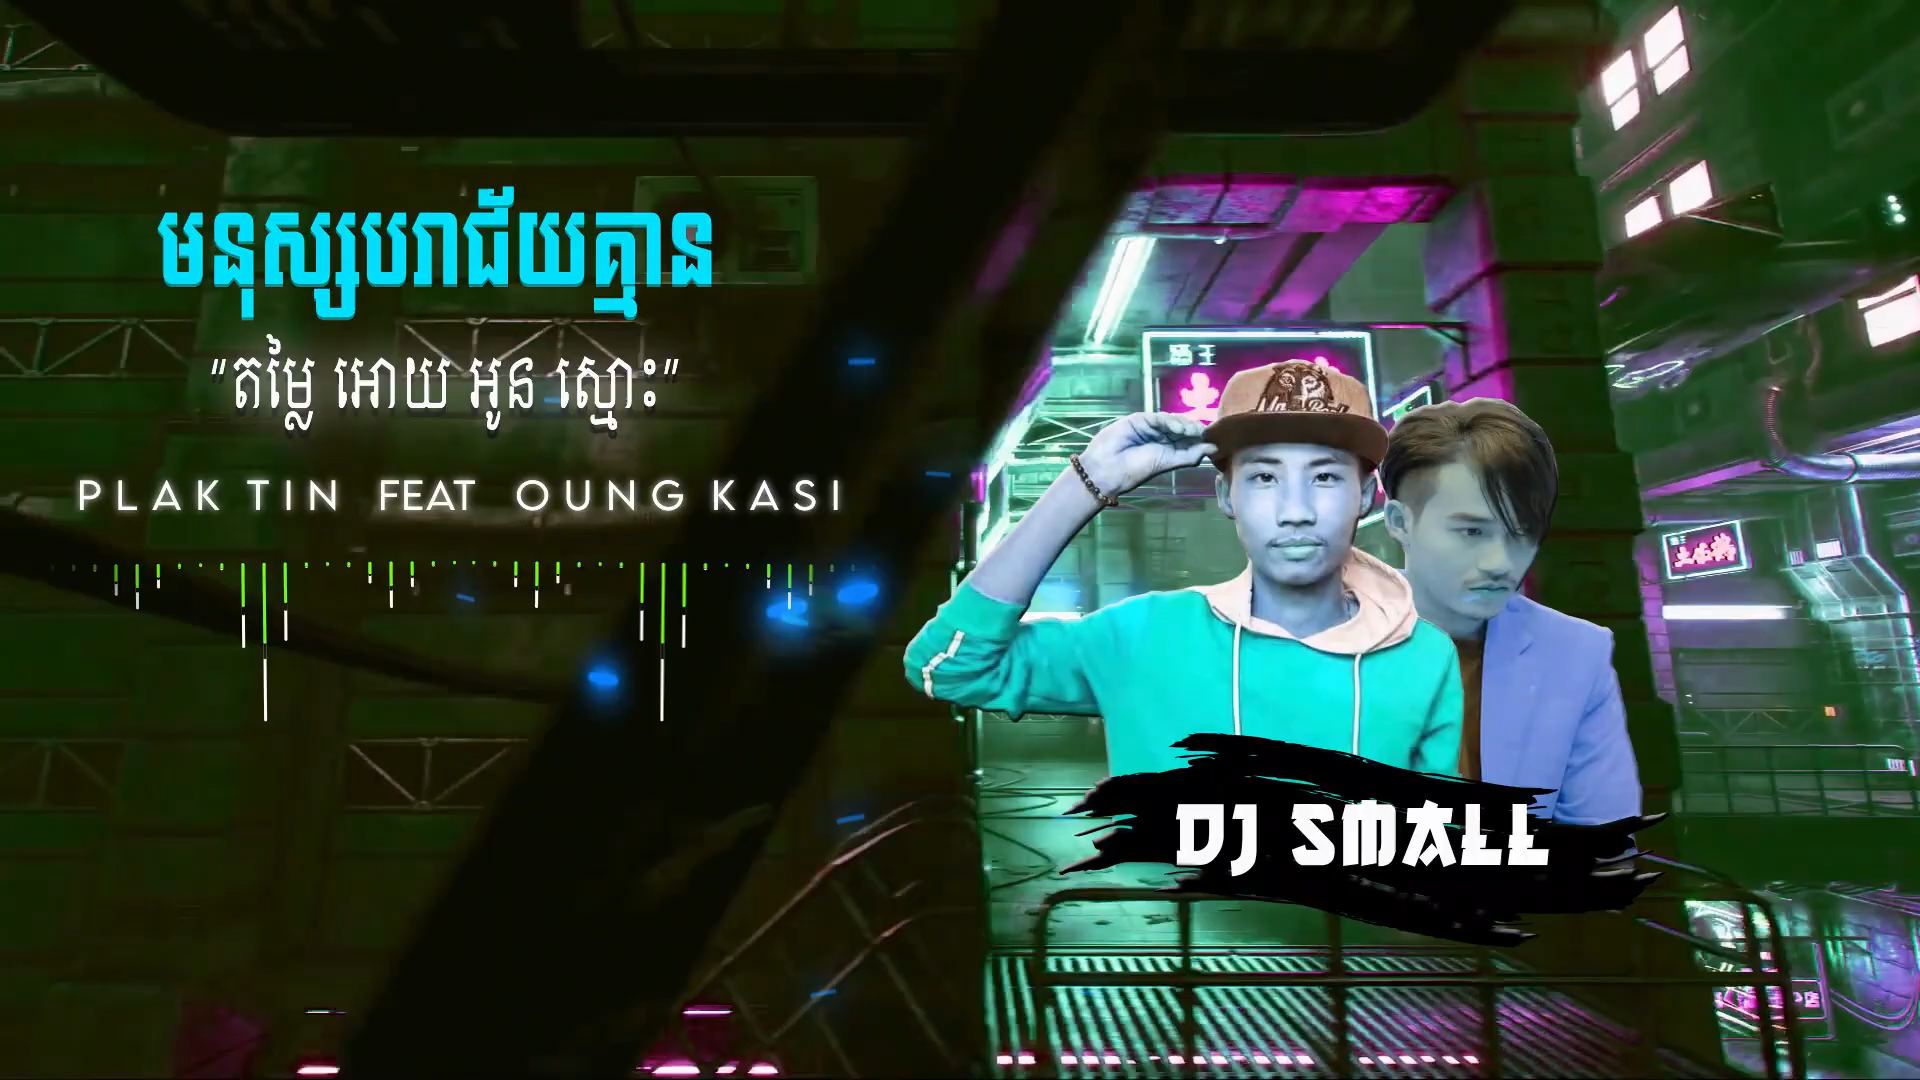 មនុស្សបរាជ័យគ្មាន
"តម្លៃ អោយ អូន ស្មោះ"
PLAK TIN FEAT OUNG KASI
DJ SMALL